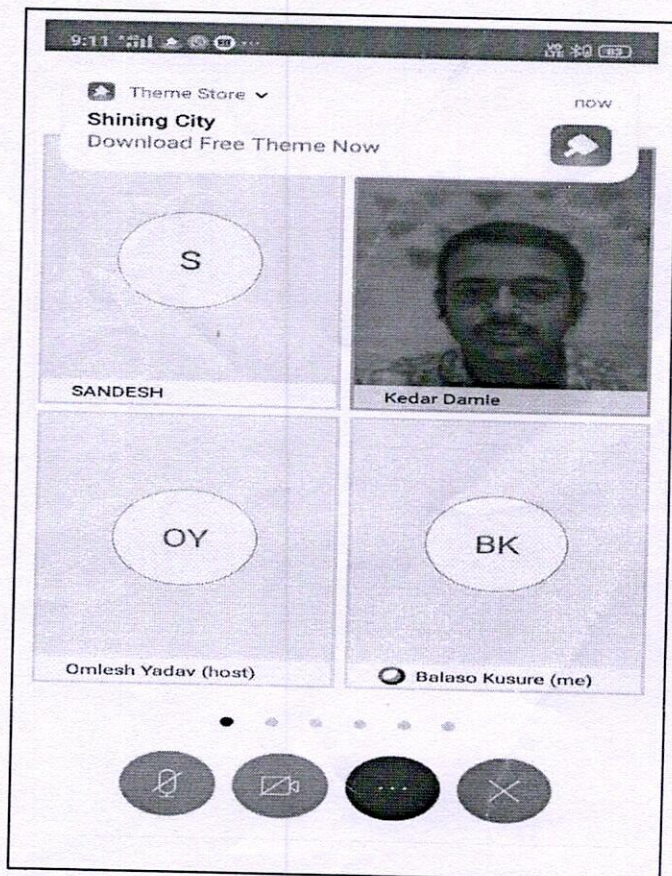 9:11
Theme Store
now
Shining City
Download Free Theme Now
S
SANDESH
Kedar Damle
OY
Omlesh Yadav (host)
BK
Balaso Kusure (me)